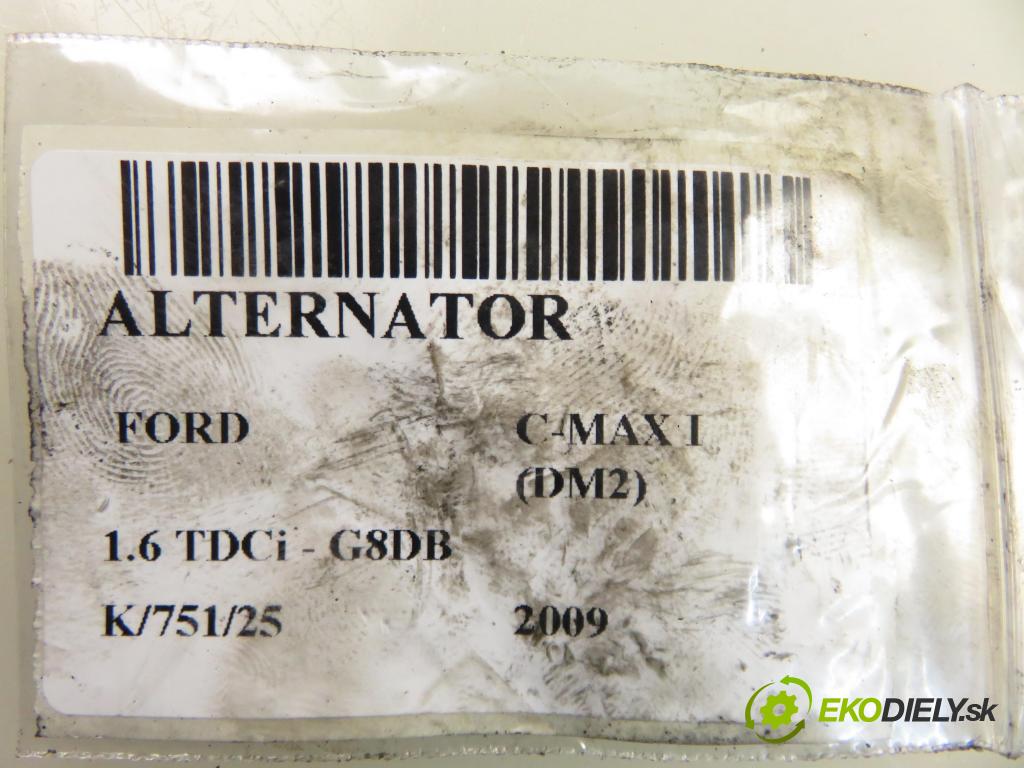 ALTERNATOR
FORD C-MAX I
(DM2)
1.6 TDCi - G8DB
K/751/25 2009
EKODIELY.sk